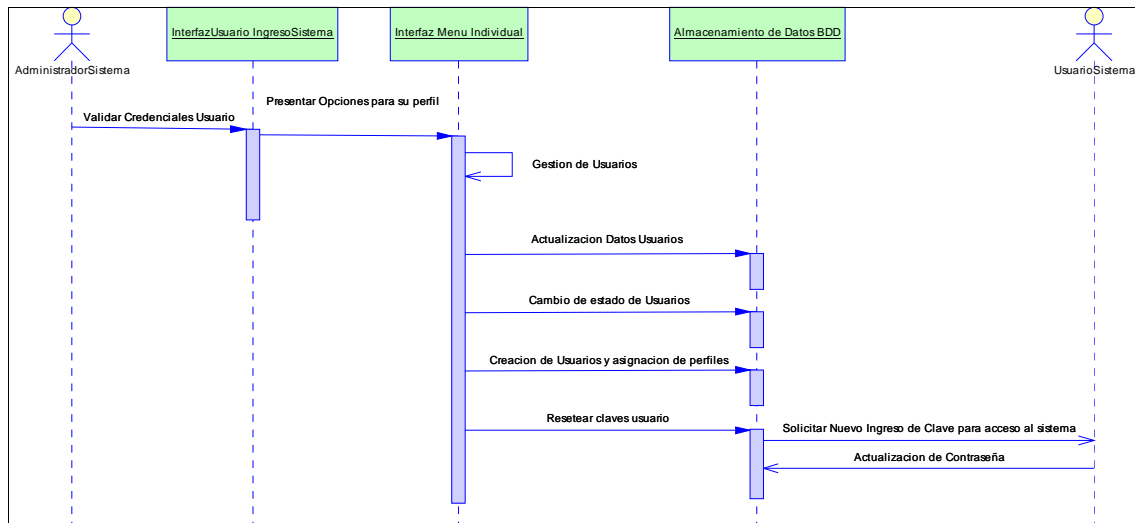 InterfazUsuario IngresoSistema
Interfaz Menu Individual
Almacenamiento de Datos BDD
AdministradorSistema
UsuarioSistema
Presentar Opciones para su perfil
Validar Credenciales Usuario
Gestion de Usuarios
Actualizacion Datos Usuarios
Cambio de estado de Usuarios
Creacion de Usuarios y asignacion de perfiles
Resetear claves usuario
Solicitar Nuevo Ingreso de Clave para acceso al sistema
Actualizacion de Contraseña